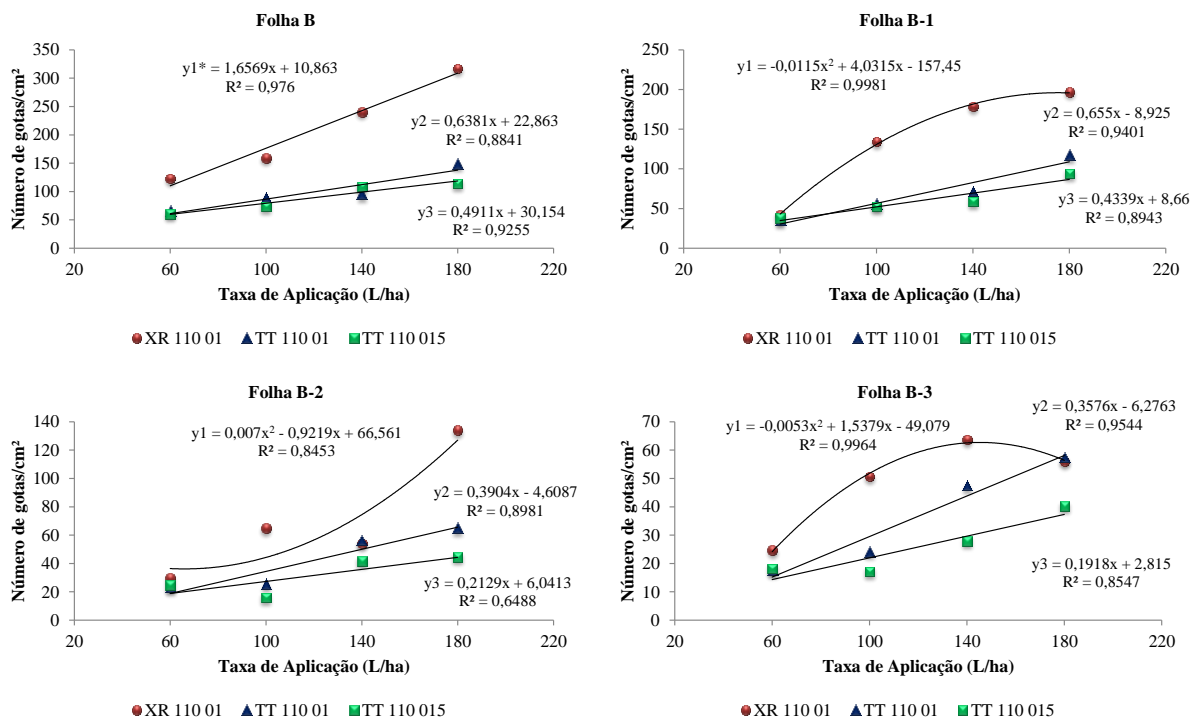 Folha B
Número de gotas/cm²
350
300
250
200
150
100
50
0
y1* = 1,6569x + 10,863
R² = 0,976
y2 = 0,6381x + 22,863
R² = 0,8841
y3 = 0,4911x + 30,154
R² = 0,9255
20 60 100 140 180 220
Taxa de Aplicação (L/ha)
XR 110 01 TT 110 01 TT 110 015
Folha B-1
Número de gotas/cm²
250
200
150
100
50
0
y1 = -0,0115x² + 4,0315x - 157,45
R² = 0,9981
y2 = 0,655x - 8,925
R² = 0,9401
y3 = 0,4339x + 8,66
R² = 0,8943
20 60 100 140 180 220
Taxa de Aplicação (L/ha)
XR 110 01 TT 110 01 TT 110 015
Folha B-2
Número de gotas/cm²
140
120
100
80
60
40
20
0
y1 = 0,007x² - 0,9219x + 66,561
R² = 0,8453
y2 = 0,3904x - 4,6087
R² = 0,8981
y3 = 0,2129x + 6,0413
R² = 0,6488
20 60 100 140 180 220
Taxa de Aplicação (L/ha)
XR 110 01 TT 110 01 TT 110 015
Folha B-3
Número de gotas/cm²
70
60
50
40
30
20
10
0
y1 = -0,0053x² + 1,5379x - 49,079
R² = 0,9964
y2 = 0,3576x - 6,2763
R² = 0,9544
y3 = 0,1918x + 2,815
R² = 0,8547
20 60 100 140 180 220
Taxa de Aplicação (L/ha)
XR 110 01 TT 110 01 TT 110 015